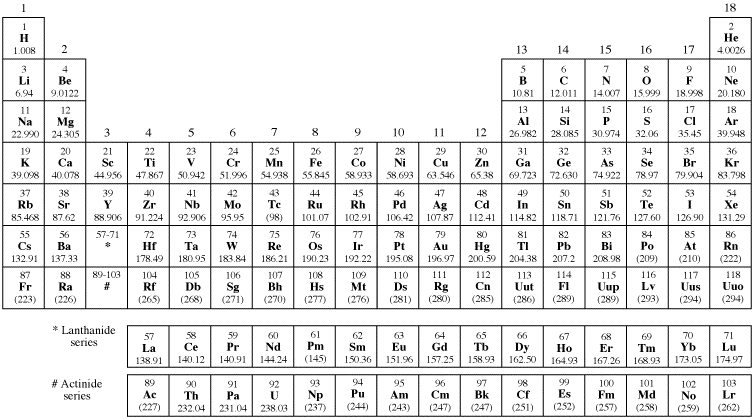 1 18
1 2
H 2 13 14 15 16 17 He
1.008 4.0026
3 4 5 6 7 8 9 10
Li Be B C N O F Ne
6.94 9.0122 10.81 12.011 14.007 15.999 18.998 20.180
11 12 13 14 15 16 17 18
Na Mg Al Si P S Cl Ar
22.990 24.305 3 4 5 6 7 8 9 10 11 12 26.982 28.085 30.974 32.06 35.45 39.948
19 20 21 22 23 24 25 26 27 28 29 30 31 32 33 34 35 36
K Ca Sc Ti V Cr Mn Fe Co Ni Cu Zn Ga Ge As Se Br Kr
39.098 40.078 44.956 47.867 50.942 51.996 54.938 55.845 58.933 58.693 63.546 65.38 69.723 72.630 74.922 78.97 79.904 83.798
37 38 39 40 41 42 43 44 45 46 47 48 49 50 51 52 53 54
Rb Sr Y Zr Nb Mo Tc Ru Rh Pd Ag Cd In Sn Sb Te I Xe
85.468 87.62 88.906 91.224 92.906 95.95 (98) 101.07 102.91 106.42 107.87 112.41 114.82 118.71 121.76 127.60 126.90 131.29
55 56 57-71 72 73 74 75 76 77 78 79 80 81 82 83 84 85 86
Cs Ba * Hf Ta W Re Os Ir Pt Au Hg Tl Pb Bi Po At Rn
132.91 137.33 178.49 180.95 183.84 186.21 190.23 192.22 195.08 196.97 200.59 204.38 207.2 208.98 (209) (210) (222)
87 88 89-103 104 105 106 107 108 109 110 111 112 113 114 115 116 117 118
Fr Ra # Rf Db Sg Bh Hs Mt Ds Rg Cn Uut Fl Uup Lv Uus Uuo
(223) (226) (265) (268) (271) (270) (277) (276) (281) (280) (285) (286) (289) (289) (293) (294) (294)
* Lanthanide series
57 58 59 60 61 62 63 64 65 66 67 68 69 70 71
La Ce Pr Nd Pm Sm Eu Gd Tb Dy Ho Er Tm Yb Lu
138.91 140.12 140.91 144.24 (145) 150.36 151.96 157.25 158.93 162.50 164.93 167.26 168.93 173.05 174.97
# Actinide series
89 90 91 92 93 94 95 96 97 98 99 100 101 102 103
Ac Th Pa U Np Pu Am Cm Bk Cf Es Fm Md No Lr
(227) 232.04 231.04 238.03 (237) (244) (243) (247) (247) (251) (252) (257) (258) (259) (262)